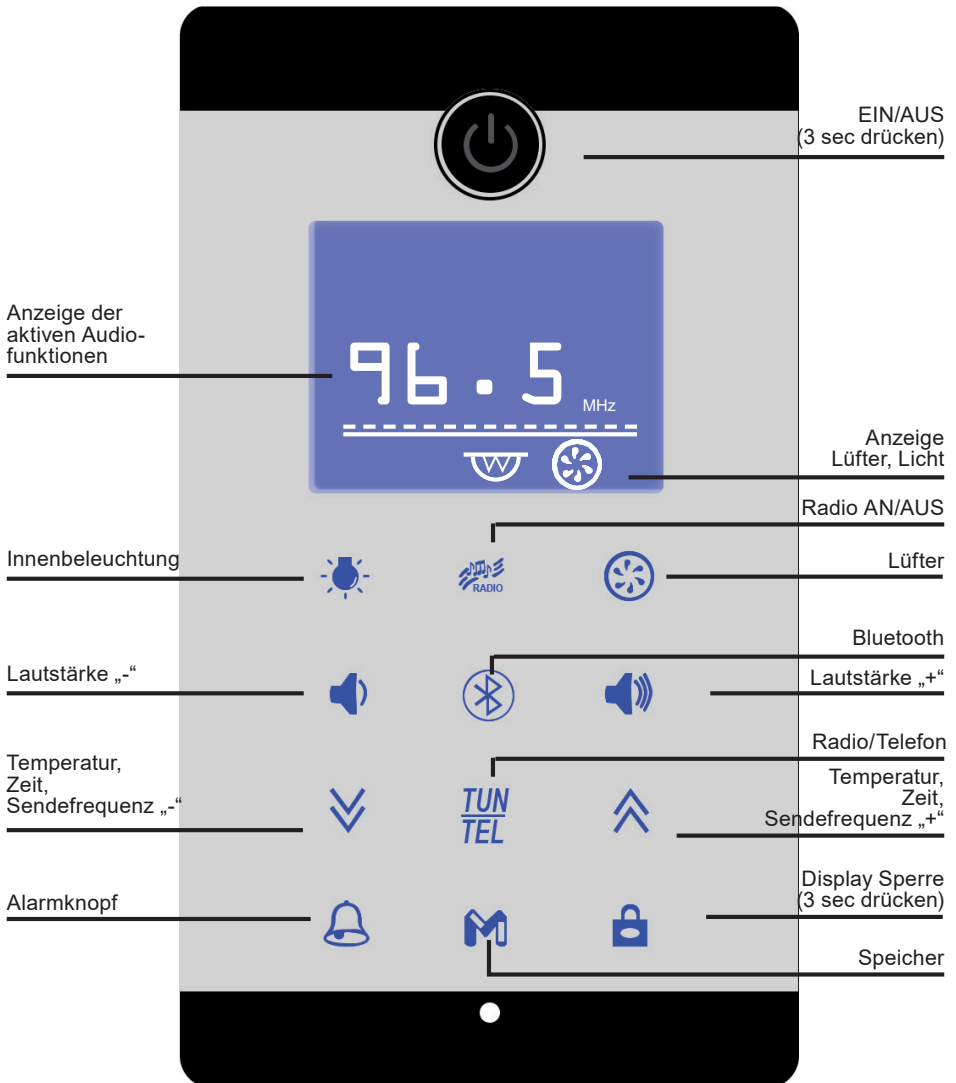 EIN/AUS
(3 sec drücken)
Anzeige der
aktiven Audio-
funktionen
96.5
MHz
Anzeige
Lüfter, Licht
Radio AN/AUS
Innenbeleuchtung
RADIO
Lüfter
Bluetooth
Lautstärke „-“
Lautstärke „+“
Radio/Telefon
Temperatur,
Zeit,
Sendefrequenz „-“
TUN
TEL
Temperatur,
Zeit,
Sendefrequenz „+“
Display Sperre
(3 sec drücken)
Alarmknopf
M
Speicher